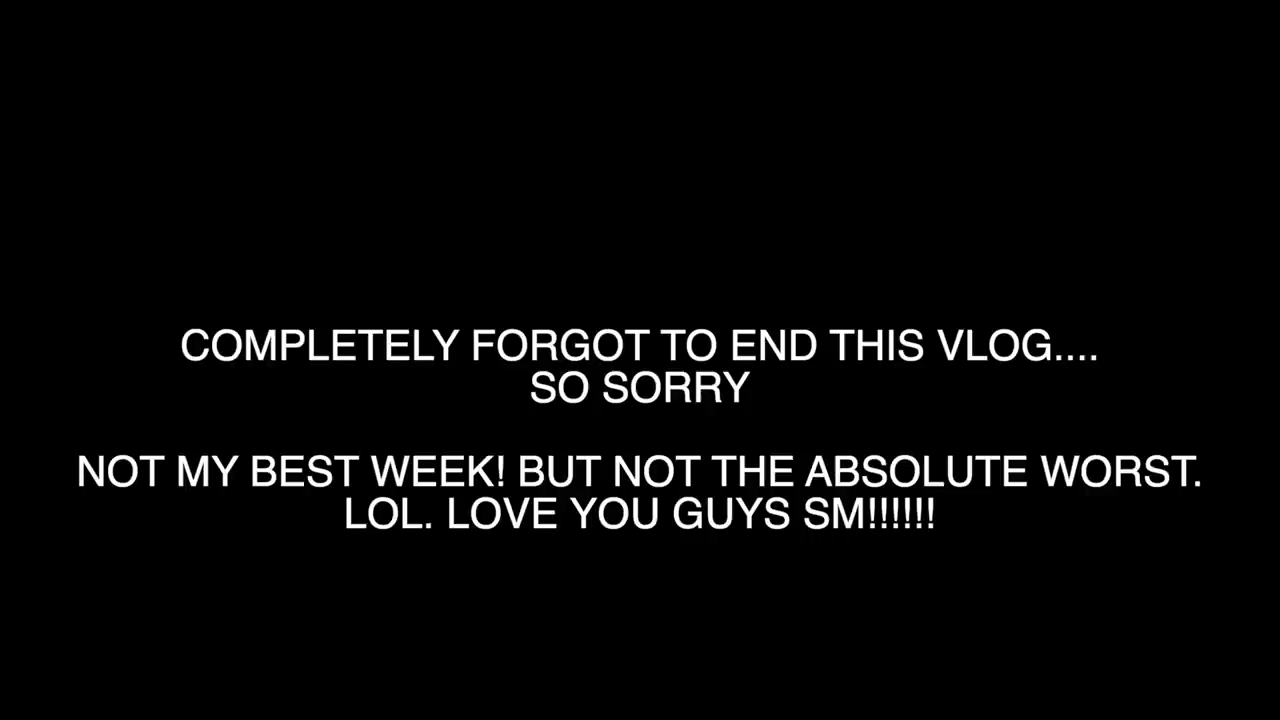 COMPLETELY FORGOT TO END THIS VLOG....
SO SORRY
NOT MY BEST WEEK! BUT NOT THE ABSOLUTE WORST.
LOL. LOVE YOU GUYS SM!!!!!!